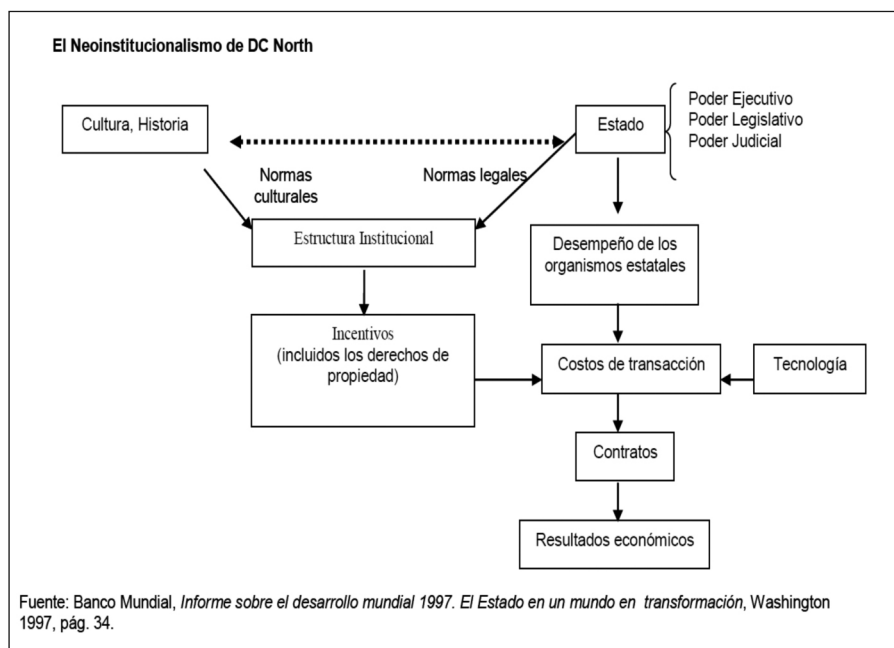 El Neoinstitucionalismo de DC North
Cultura, Historia
Estado
Poder Ejecutivo
Poder Legislativo
Poder Judicial
Normas
culturales
Normas legales
Estructura Institucional
Desempeño de los
organismos estatales
Incentivos
(incluidos los derechos de
propiedad)
Costos de transacción
Tecnología
Contratos
Resultados económicos
Fuente: Banco Mundial, Informe sobre el desarrollo mundial 1997. El Estado en un mundo en transformación, Washington
1997, pág. 34.